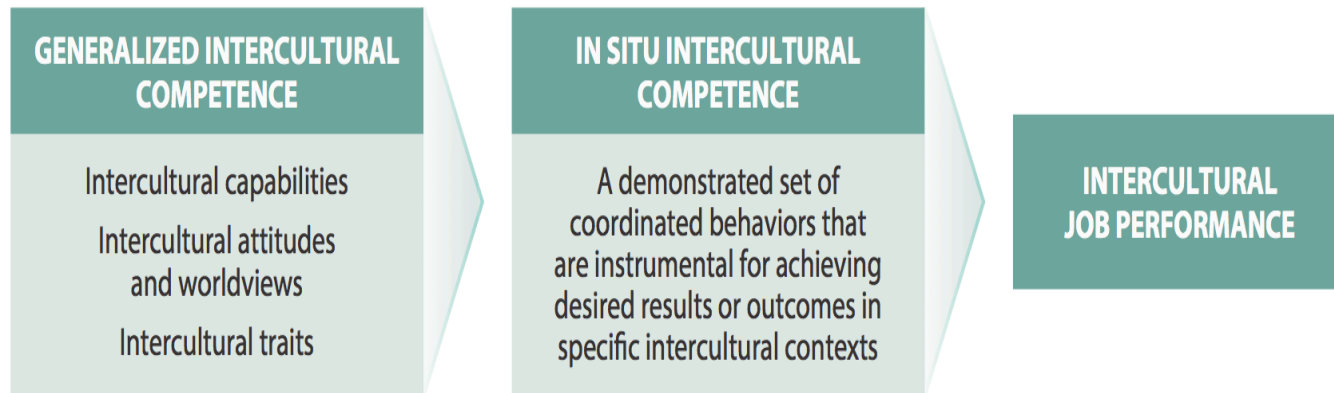 GENERALIZED INTERCULTURAL
COMPETENCE
Intercultural capabilities
Intercultural attitudes
and worldviews
Intercultural traits
IN SITU INTERCULTURAL
COMPETENCE
A demonstrated set of
coordinated behaviors that
are instrumental for achieving
desired results or outcomes in
specific intercultural contexts
INTERCULTURAL
JOB PERFORMANCE